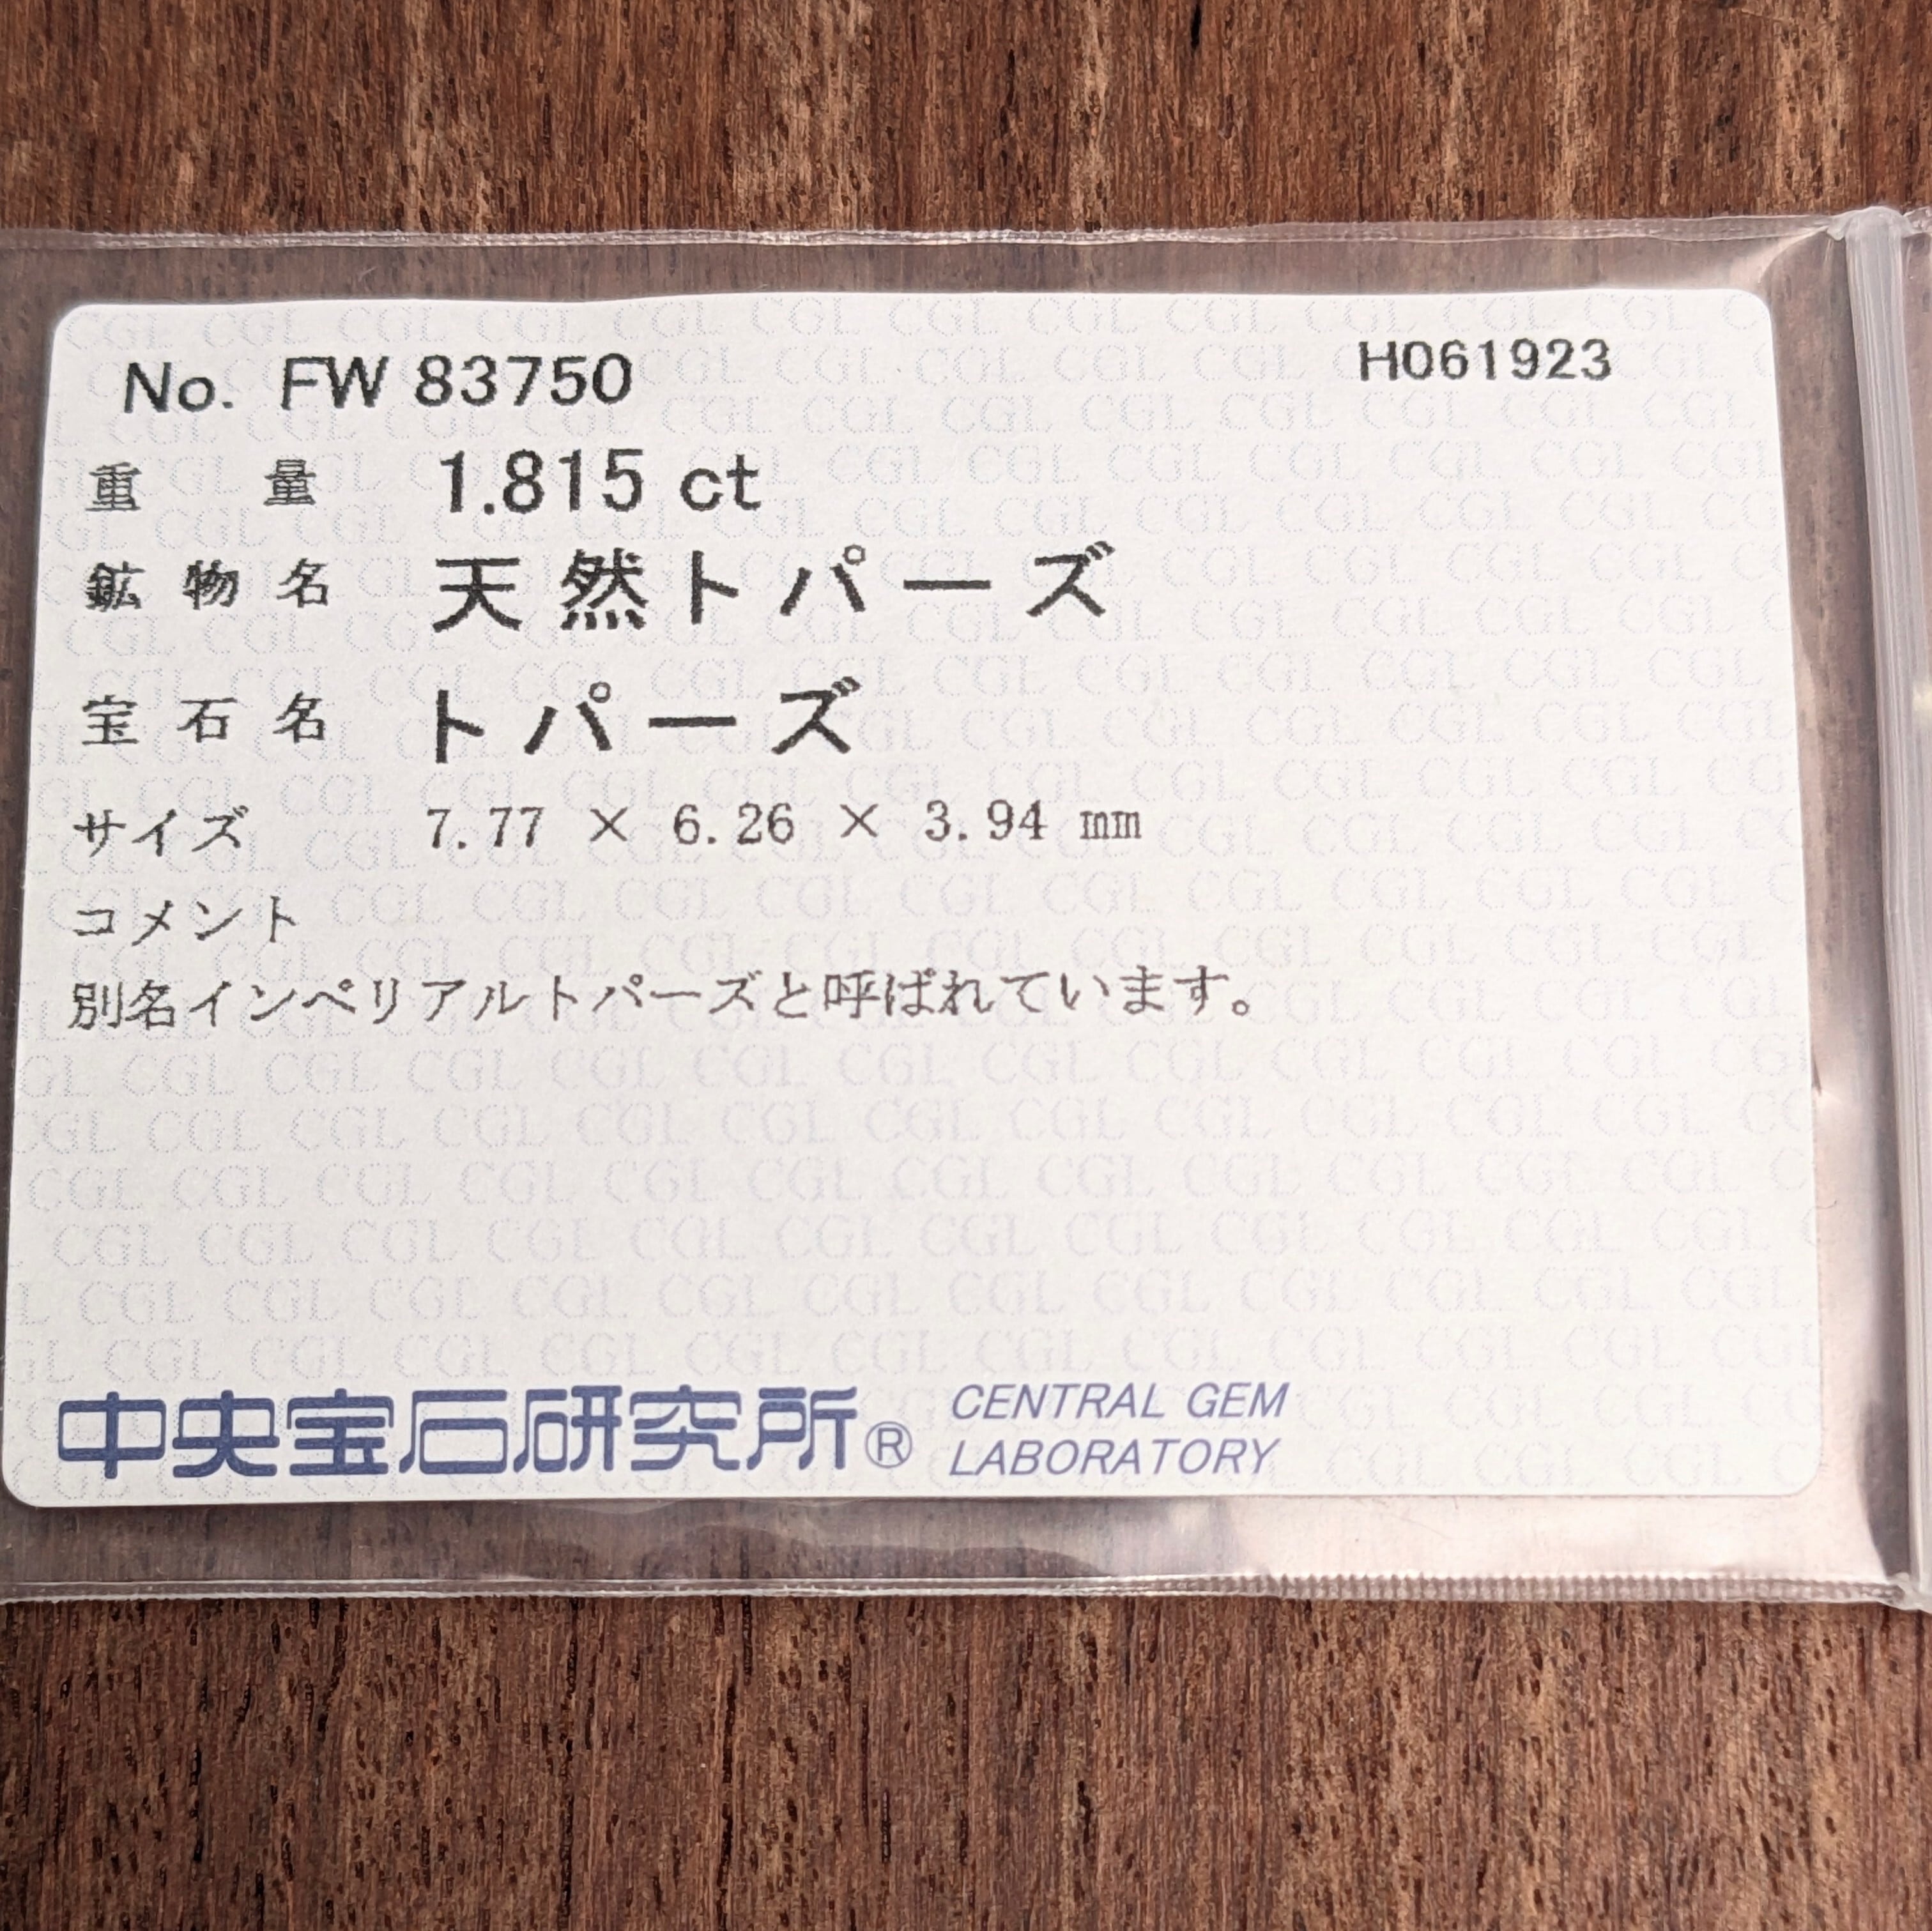 No. FW 83750 H061923
重量 1.815 ct
鉱物名 天然トパーズ
宝石名 トパーズ
サイズ 7.77 × 6.26 × 3.94 mm
コメント
別名インペリアルトパーズと呼ばれています。
中央宝石研究所® CENTRAL GEM
LABORATORY